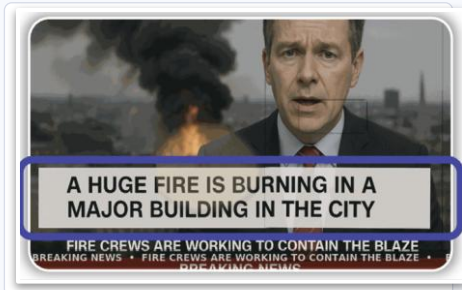 A HUGE FIRE IS BURNING IN A
MAJOR BUILDING IN THE CITY
FIRE CREWS ARE WORKING TO CONTAIN THE BLAZE
BREAKING NEWS • FIRE CREWS ARE WORKING TO CONTAIN THE BLAZE •
BREAKING NEWS